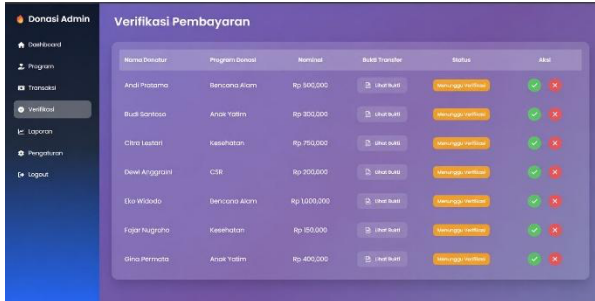 Donasi Admin
Verifikasi Pembayaran
Dashboard
Program
Transaksi
Verifikasi
Laporan
Pengaturan
Logout
Nama Donatur Program Donasi Nominal Bukti Transfer Status Aksi
Andi Pratama Bencana Alam Rp 500,000 Lihat Bukti Menunggu Verifikasi
Budi Santoso Anak Yatim Rp 300,000 Lihat Bukti Menunggu Verifikasi
Citra Lestari Kesehatan Rp 750,000 Lihat Bukti Menunggu Verifikasi
Dewi Anggraini CSR Rp 200,000 Lihat Bukti Menunggu Verifikasi
Eko Widodo Bencana Alam Rp 1,000,000 Lihat Bukti Menunggu Verifikasi
Fajar Nugroho Kesehatan Rp 150,000 Lihat Bukti Menunggu Verifikasi
Gina Permata Anak Yatim Rp 400,000 Lihat Bukti Menunggu Verifikasi